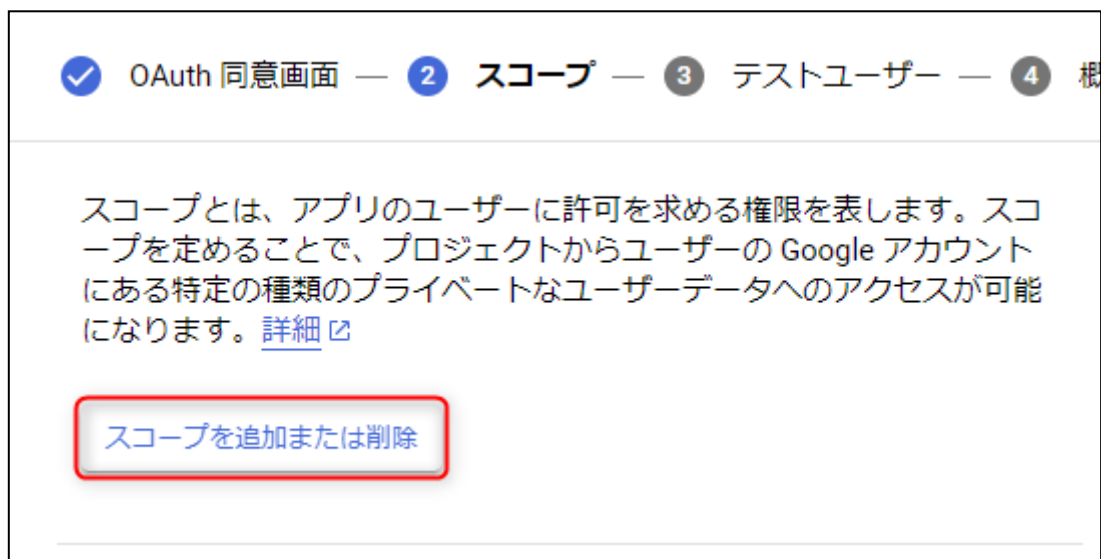 OAuth 同意画面 — 2 スコープ — 3 テストユーザー — 4 概
スコープとは、アプリのユーザーに許可を求める権限を表します。スコ
ープを定めることで、プロジェクトからユーザーの Google アカウント
にある特定の種類のプライベートなユーザーデータへのアクセスが可能
になります。詳細
スコープを追加または削除